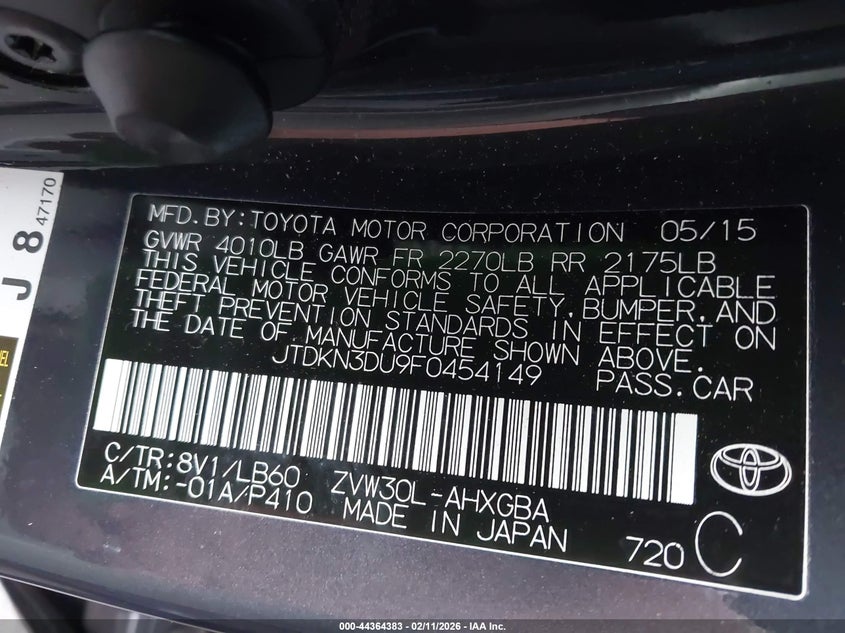 MFD. BY: TOYOTA MOTOR CORPORATION 05/15
GVWR 4010LB GAWR FR 2270LB RR 2175LB
THIS VEHICLE CONFORMS TO ALL APPLICABLE
FEDERAL MOTOR VEHICLE SAFETY, BUMPER, AND
THEFT PREVENTION STANDARDS IN EFFECT ON
THE DATE OF MANUFACTURE SHOWN ABOVE.
JTDKN3DU9F0454149 PASS. CAR
C/TR: 8V1/LB60 ZVW30L-AHXGBA
A/TM: -01A/P410 MADE IN JAPAN
720 C
J 8 47170
000-44364383 - 02/11/2026 - IAA Inc.